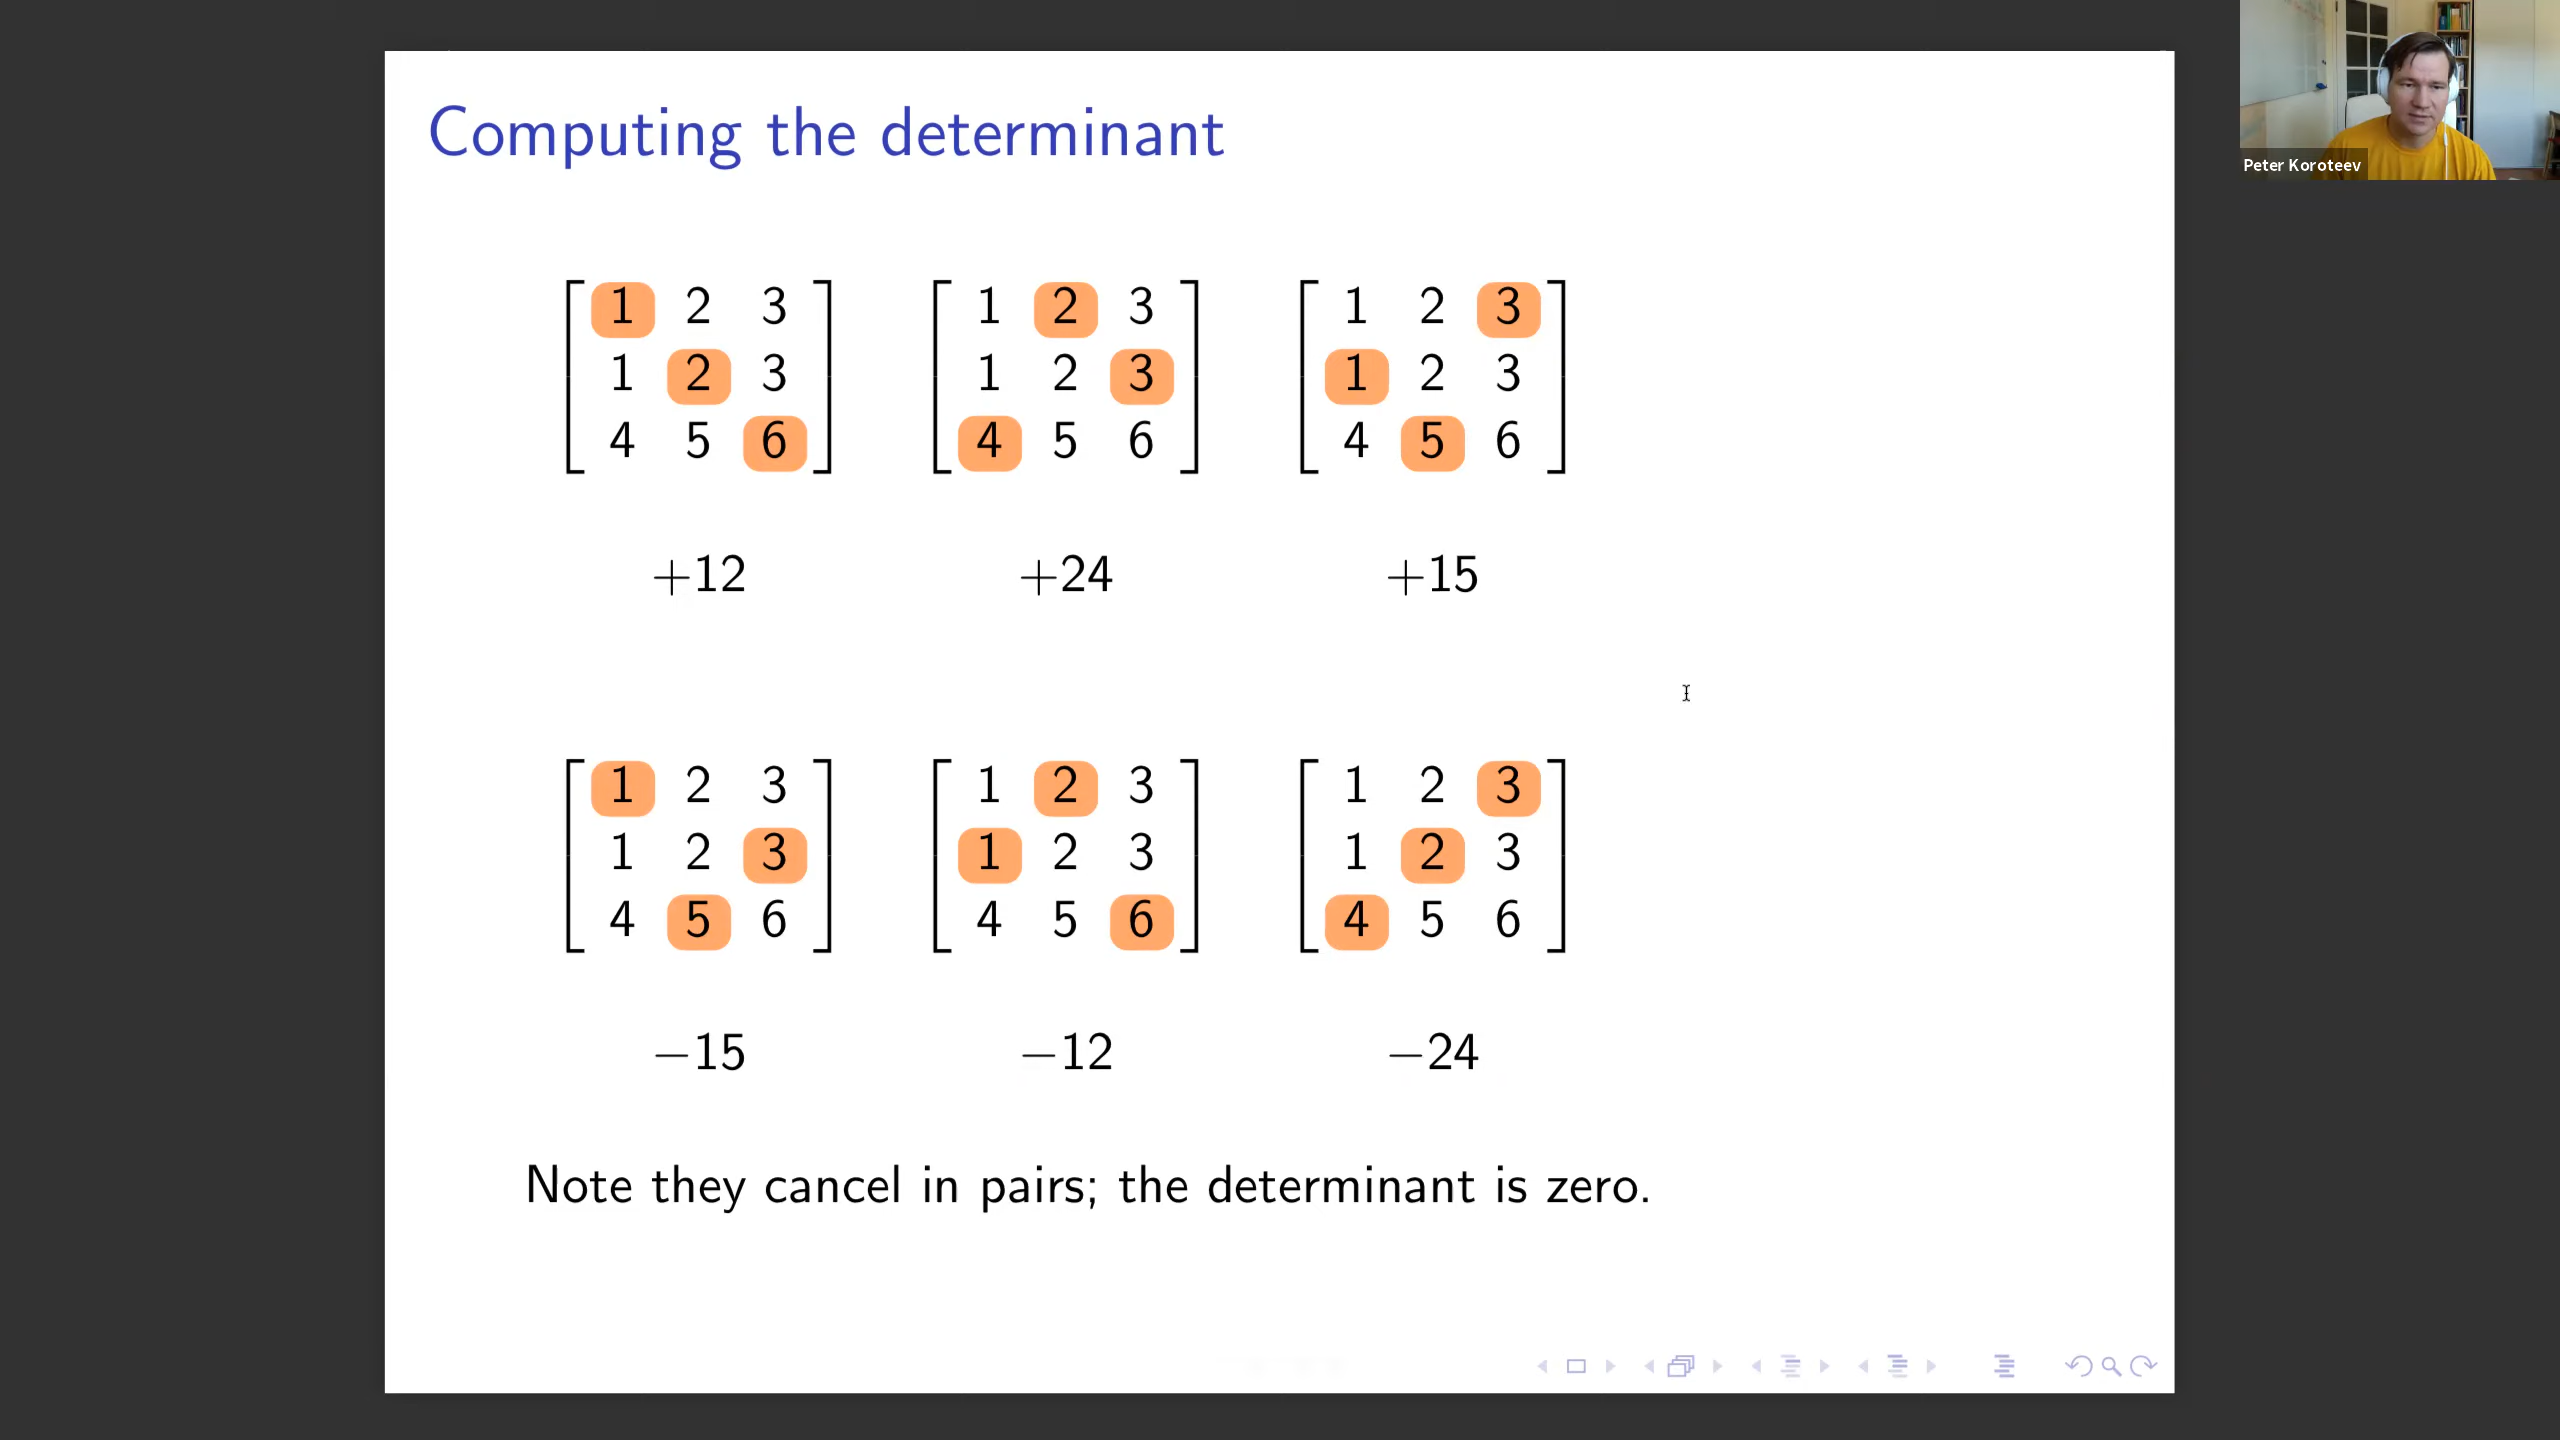 Computing the determinant
Peter Koroteev
1 2 3 1 2 3 1 2 3
1 2 3 1 2 3 1 2 3
4 5 6 4 5 6 4 5 6
+12 +24 +15
1 2 3 1 2 3 1 2 3
1 2 3 1 2 3 1 2 3
4 5 6 4 5 6 4 5 6
−15 −12 −24
Note they cancel in pairs; the determinant is zero.